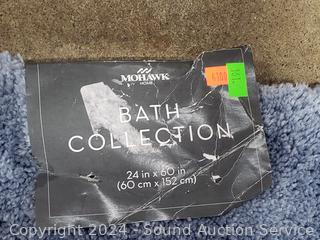 MOHAWK
HOME
BATH
COLLECTION
24 in x 60 in
(60 cm x 152 cm)
Copyright 2024 - Sound Auction Service